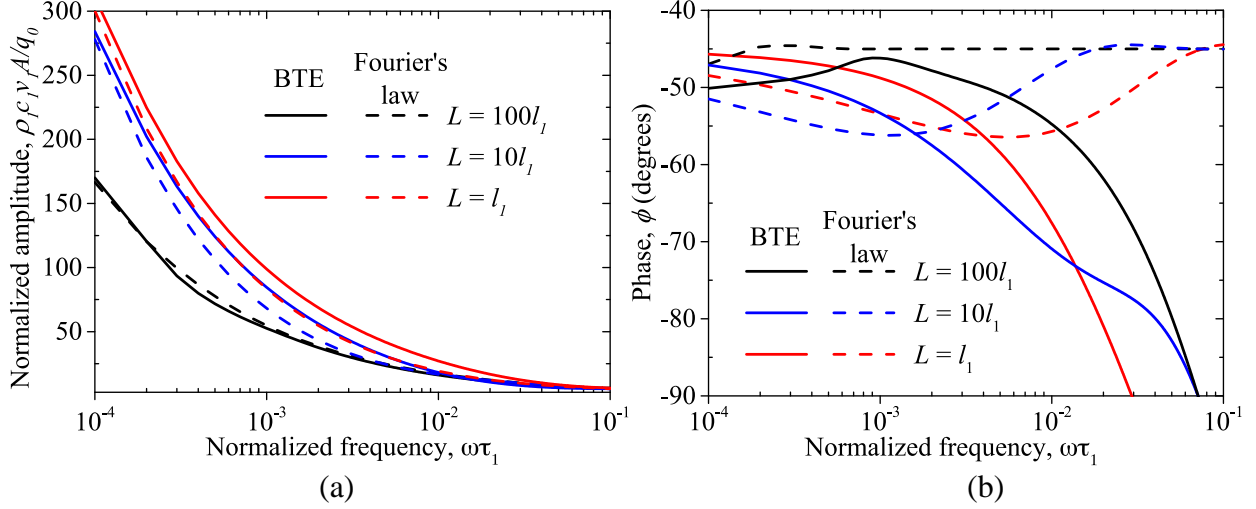 300
250
200
150
100
50
Normalized amplitude, ρ₁c₁v₁A/q₀
BTE Fourier's
law
L = 100l₁
L = 10l₁
L = l₁
10⁻⁴ 10⁻³ 10⁻² 10⁻¹
Normalized frequency, ωτ₁
(a)
-40
-50
-60
-70
-80
-90
Phase, ϕ (degrees)
BTE Fourier's
law
L = 100l₁
L = 10l₁
L = l₁
10⁻⁴ 10⁻³ 10⁻² 10⁻¹
Normalized frequency, ωτ₁
(b)